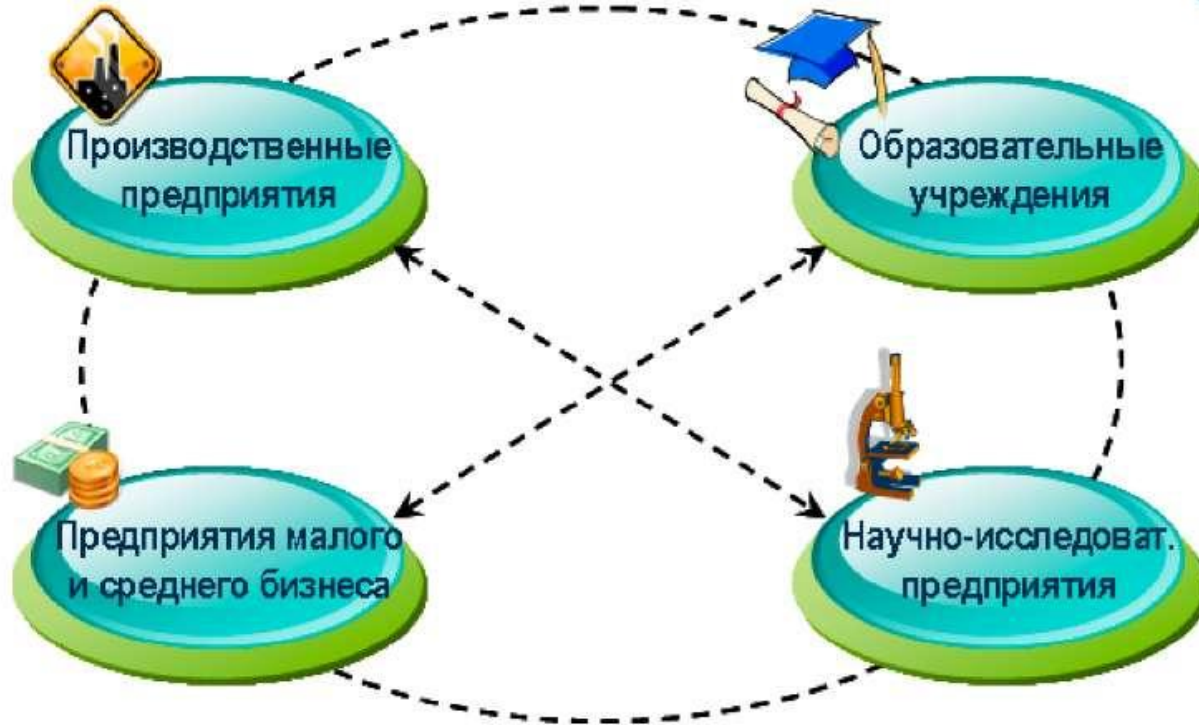 Производственные
предприятия
Образовательные
учреждения
Предприятия малого
и среднего бизнеса
Научно-исследоват.
предприятия